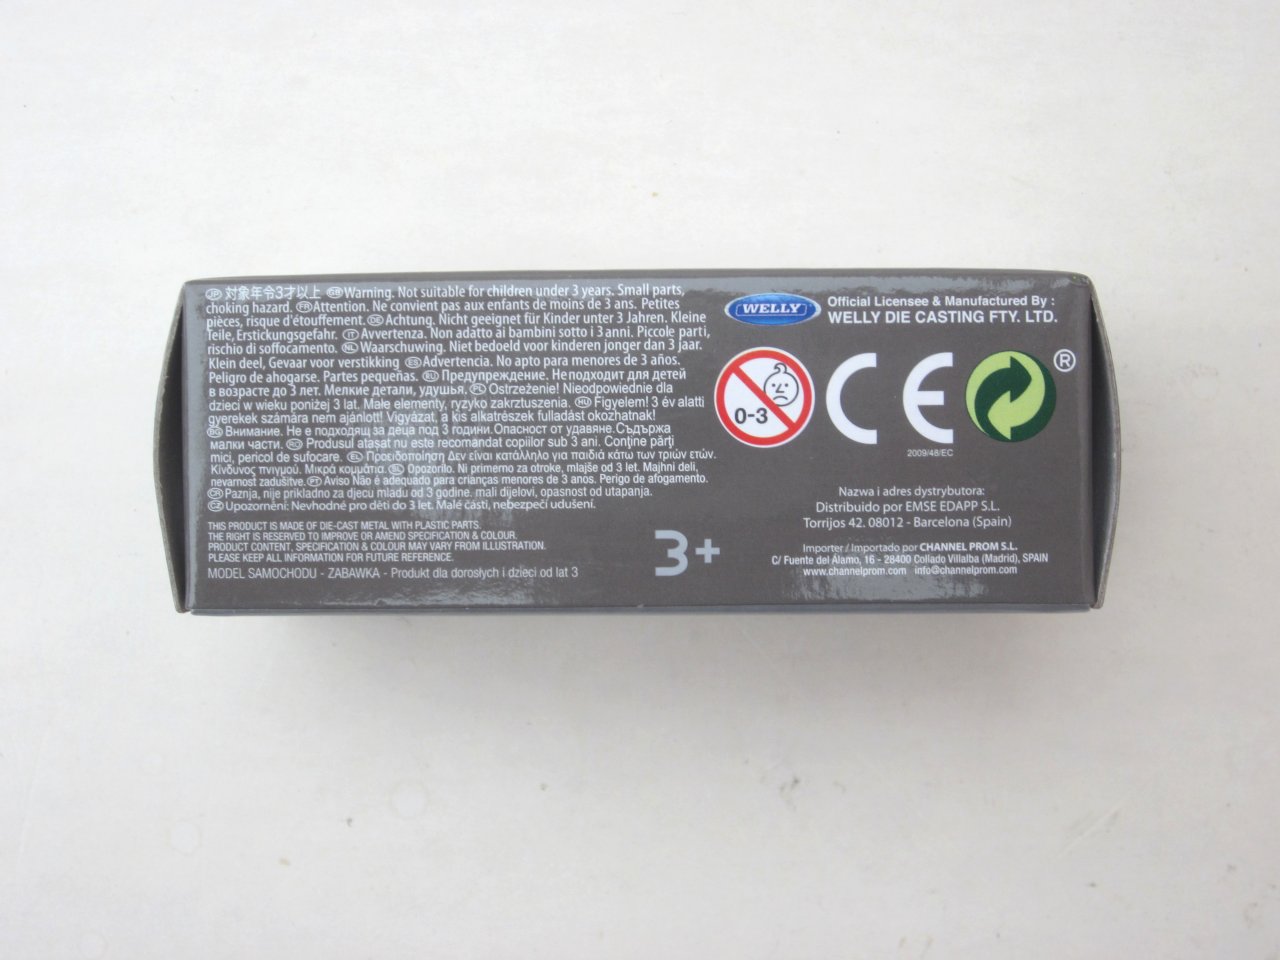 JP 対象年令3才以上 GB Warning. Not suitable for children under 3 years. Small parts,
choking hazard. FR Attention. Ne convient pas aux enfants de moins de 3 ans. Petites
pièces, risque d'étouffement. DE Achtung. Nicht geeignet für Kinder unter 3 Jahren. Kleine
Teile, Erstickungsgefahr. IT Avvertenza. Non adatto ai bambini sotto i 3 anni. Piccole parti,
rischio di soffocamento. NL Waarschuwing. Niet bedoeld voor kinderen jonger dan 3 jaar.
Klein deel, Gevaar voor verstikking ES Advertencia. No apto para menores de 3 años.
Peligro de ahogarse. Partes pequeñas. RU Предупреждение. Не подходит для детей
в возрасте до 3 лет. Мелкие детали, удушья. PL Ostrzeżenie! Nieodpowiednie dla
dzieci w wieku poniżej 3 lat. Małe elementy, ryzyko zakrztuszenia. HU Figyelem! 3 év alatti
gyerekek számára nem ajánlott! Vigyázat, a kis alkatrészek fulladást okozhatnak!
BG Внимание. Не е подходящ за деца под 3 години.Опасност от удавяне.Съдържа
малки части. RO Produsul atașat nu este recomandat copiilor sub 3 ani. Conține părți
mici, pericol de sufocare. EL Προειδοποίηση Δεν είναι κατάλληλο για παιδιά κάτω των τριών ετών.
Κίνδυνος πνιγμού. Μικρά κομμάτια. SL Opozorilo. Ni primerno za otroke, mlajše od 3 let. Majhni deli,
nevarnost zadušitve. PT Aviso Não é adequado para crianças menores de 3 anos. Perigo de afogamento.
CR Paznja, nije prikladno za djecu mladu od 3 godine. mali dijelovi, opasnost od utapanja.
CZ Upozornění: Nevhodné pro děti do 3 let. Malé části, nebezpečí udušení.
THIS PRODUCT IS MADE OF DIE-CAST METAL WITH PLASTIC PARTS.
THE RIGHT IS RESERVED TO IMPROVE OR AMEND SPECIFICATION & COLOUR.
PRODUCT CONTENT, SPECIFICATION & COLOUR MAY VARY FROM ILLUSTRATION.
PLEASE KEEP ALL INFORMATION FOR FUTURE REFERENCE.
MODEL SAMOCHODU - ZABAWKA - Produkt dla dorosłych i dzieci od lat 3
3+
WELLY
Official Licensee & Manufactured By :
WELLY DIE CASTING FTY. LTD.
0-3
CE
®
2009/48/EC
Nazwa i adres dystrybutora:
Distribuido por EMSE EDAPP S.L.
Torrijos 42. 08012 - Barcelona (Spain)
Importer / Importado por CHANNEL PROM S.L.
C/ Fuente del Álamo, 16 - 28400 Collado Villalba (Madrid), SPAIN
www.channelprom.com info@channelprom.com